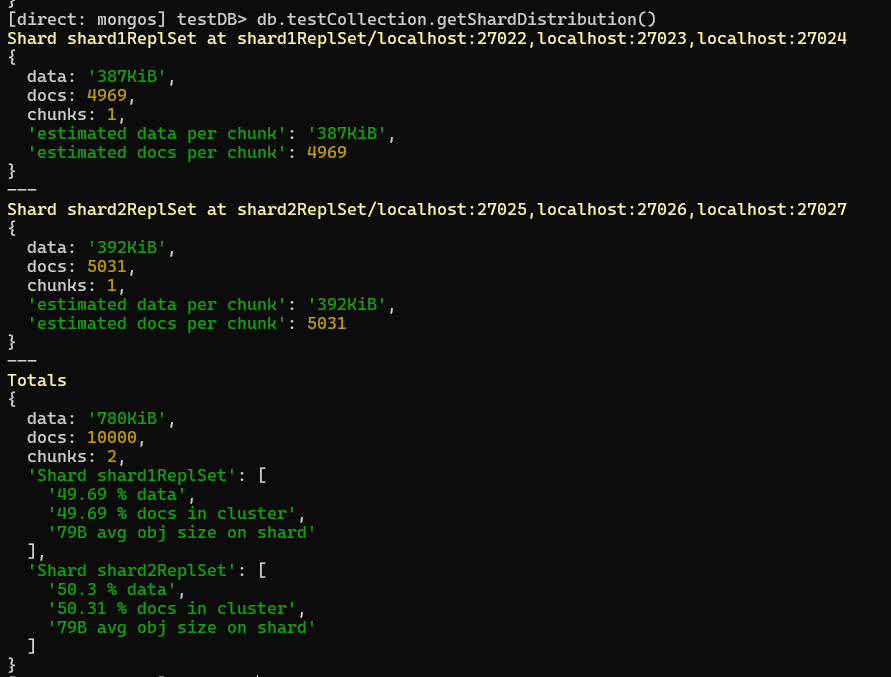 }
[direct: mongos] testDB> db.testCollection.getShardDistribution()
Shard shard1ReplSet at shard1ReplSet/localhost:27022,localhost:27023,localhost:27024
{
  data: '387KiB',
  docs: 4969,
  chunks: 1,
  'estimated data per chunk': '387KiB',
  'estimated docs per chunk': 4969
}
---
Shard shard2ReplSet at shard2ReplSet/localhost:27025,localhost:27026,localhost:27027
{
  data: '392KiB',
  docs: 5031,
  chunks: 1,
  'estimated data per chunk': '392KiB',
  'estimated docs per chunk': 5031
}
---
Totals
{
  data: '780KiB',
  docs: 10000,
  chunks: 2,
  'Shard shard1ReplSet': [
    '49.69 % data',
    '49.69 % docs in cluster',
    '79B avg obj size on shard'
  ],
  'Shard shard2ReplSet': [
    '50.3 % data',
    '50.31 % docs in cluster',
    '79B avg obj size on shard'
  ]
}